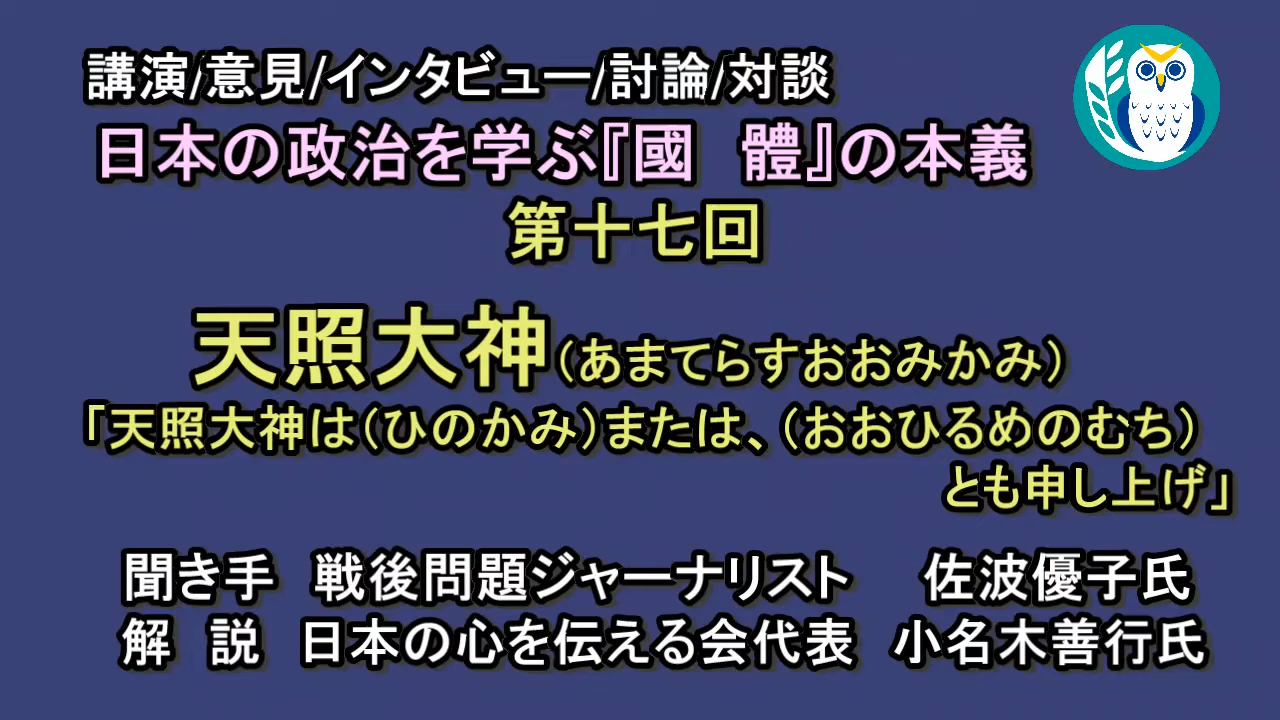 講演/意見/インタビュー/討論/対談
日本の政治を学ぶ『國　體』の本義
第十七回
天照大神（あまてらすおおみかみ）
「天照大神は（ひのかみ）または、（おおひるめのむち）
とも申し上げ」
聞き手　戦後問題ジャーナリスト　佐波優子氏
解　説　日本の心を伝える会代表　小名木善行氏